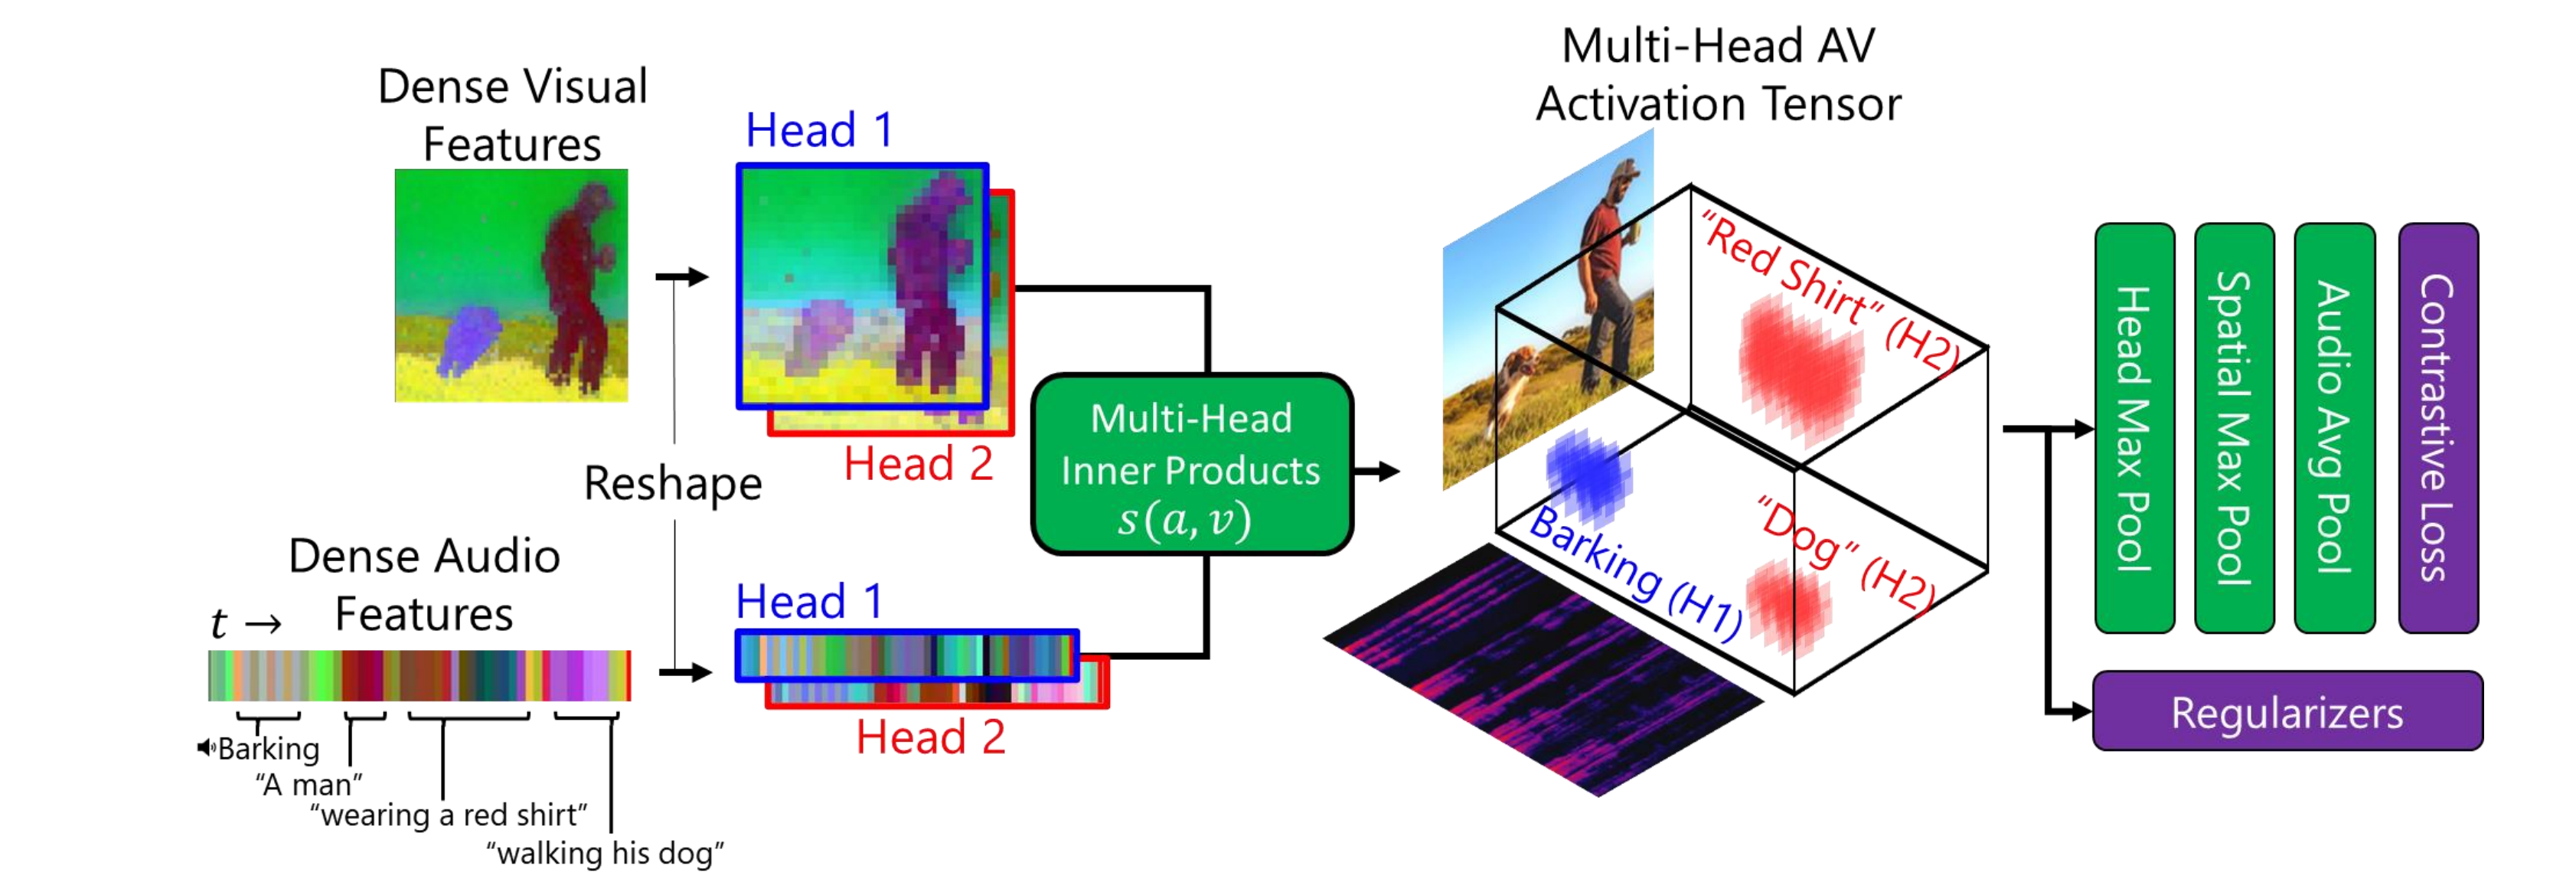 Dense Visual
Features
Head 1
Head 2
Reshape
Dense Audio
Features
t →
Barking
“A man”
“wearing a red shirt”
“walking his dog”
Head 1
Head 2
Multi-Head
Inner Products
s(a, v)
Multi-Head AV
Activation Tensor
“Red Shirt” (H2)
Barking (H1)
“Dog” (H2)
Head Max Pool
Spatial Max Pool
Audio Avg Pool
Contrastive Loss
Regularizers